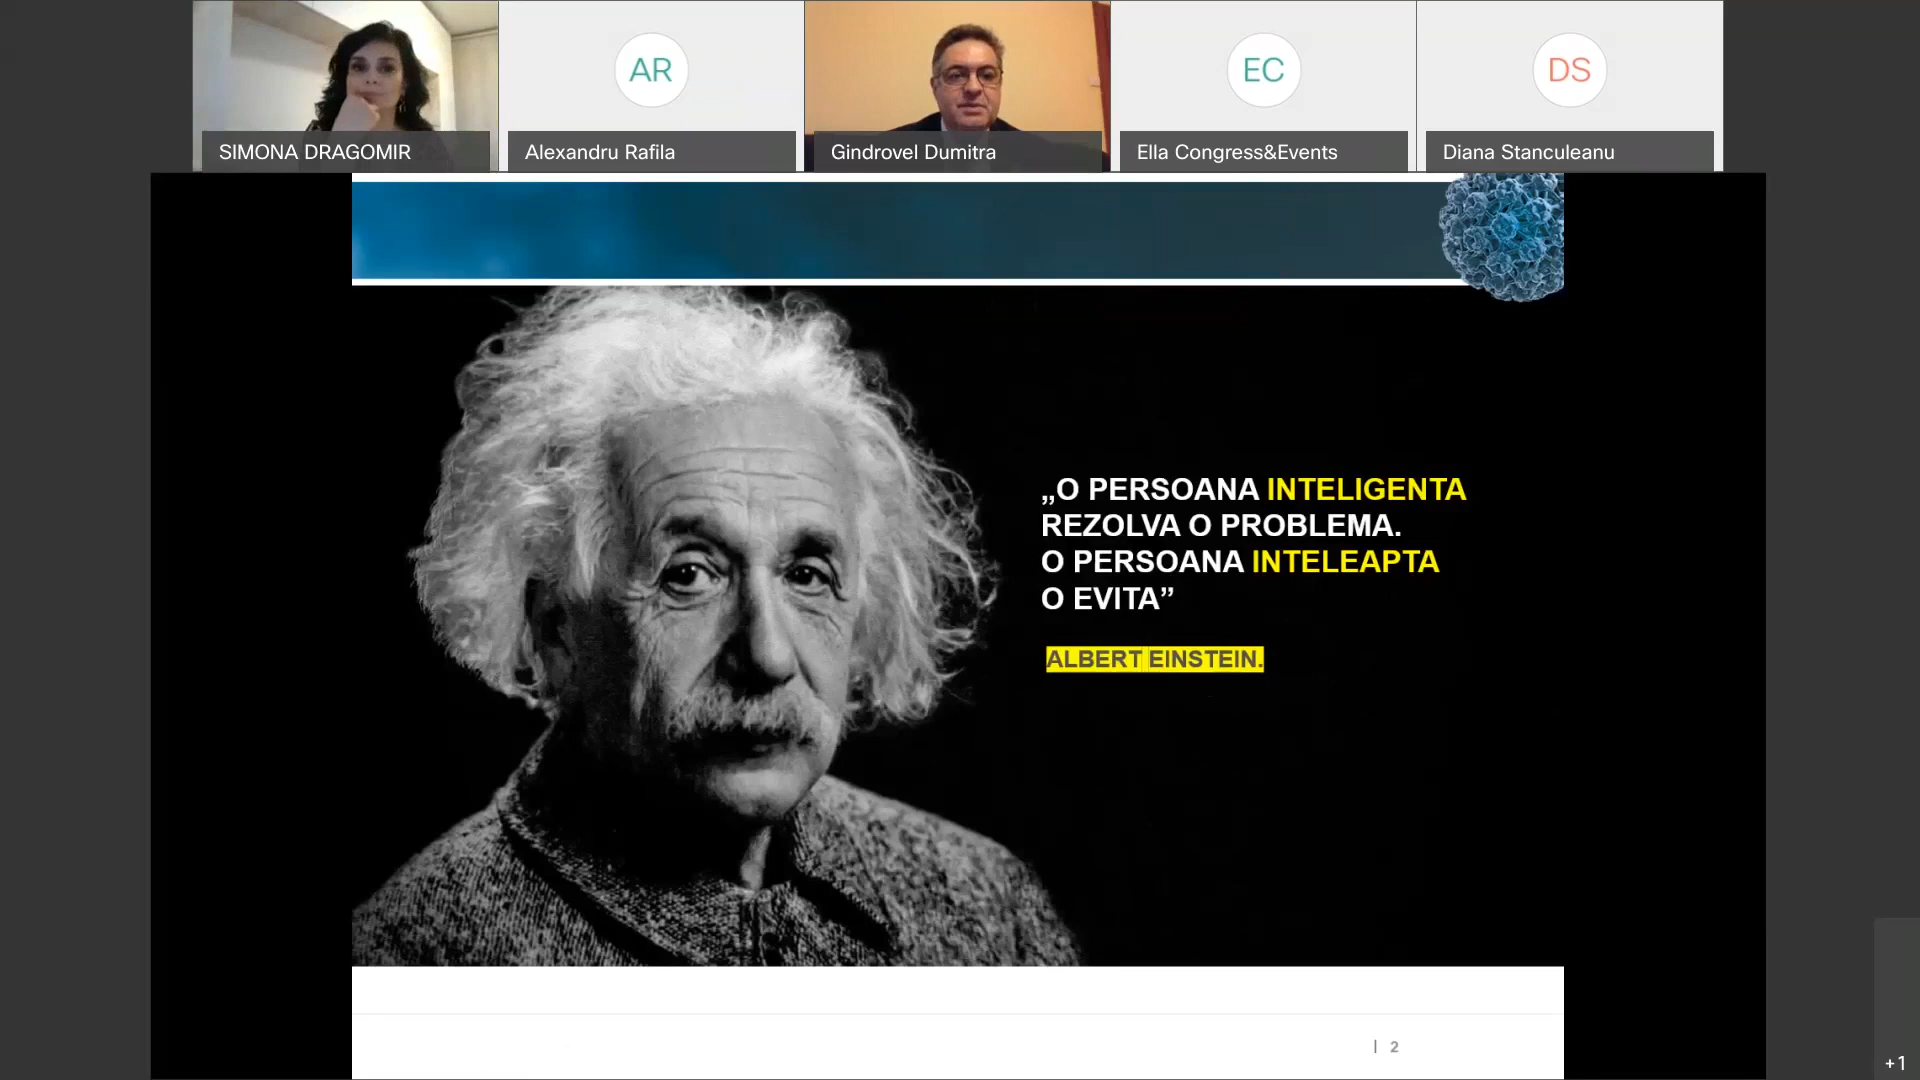 SIMONA DRAGOMIR
AR
Alexandru Rafila
Gindrovel Dumitra
EC
Ella Congress&Events
DS
Diana Stanculeanu
„O PERSOANA INTELIGENTA
REZOLVA O PROBLEMA.
O PERSOANA INTELEAPTA
O EVITA”
ALBERT EINSTEIN.
| 2
+1